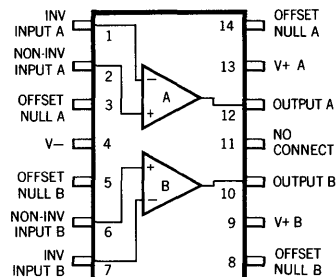 INV
INPUT A
1
NON-INV
INPUT A
2
OFFSET
NULL A
3
V–
4
OFFSET
NULL B
5
NON-INV
INPUT B
6
INV
INPUT B
7
–
+
A
+
–
B
14
OFFSET
NULL A
13
V+ A
12
OUTPUT A
11
NO
CONNECT
10
OUTPUT B
9
V+ B
8
OFFSET
NULL B